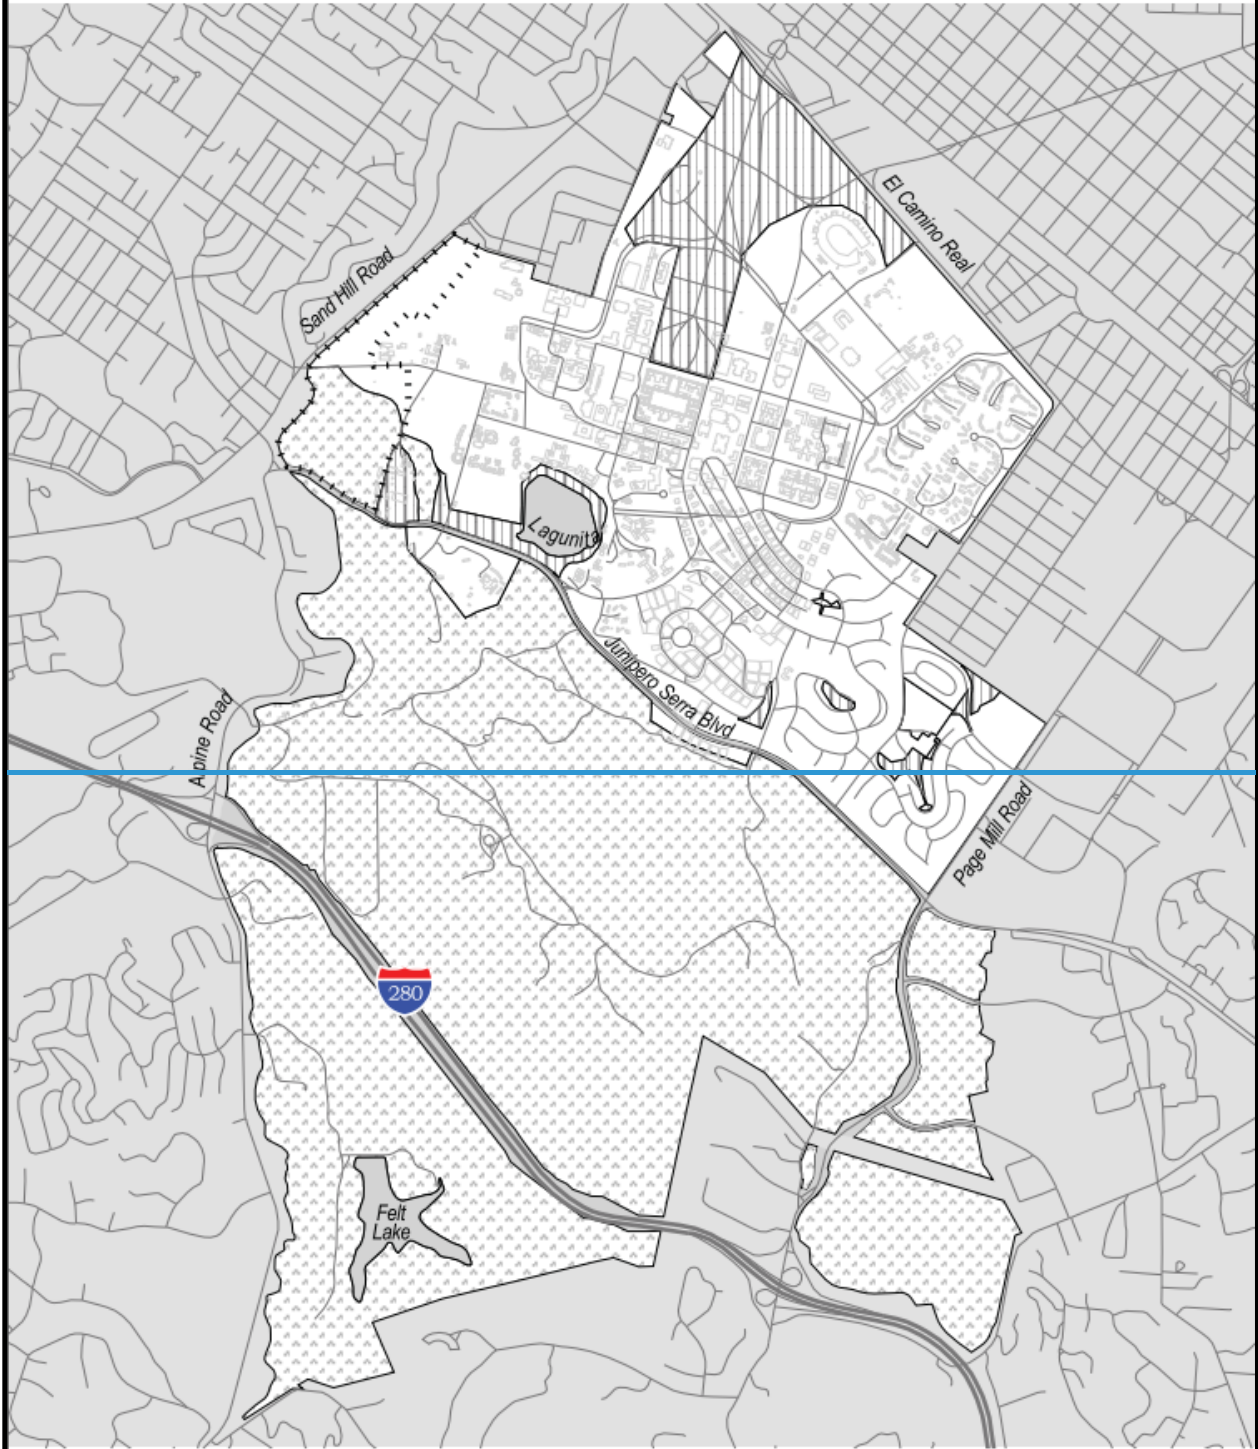 El Camino Real
Sand Hill Road
Lagunita
Junipero Serra Blvd
Alpine Road
Page Mill Road
280
Felt
Lake